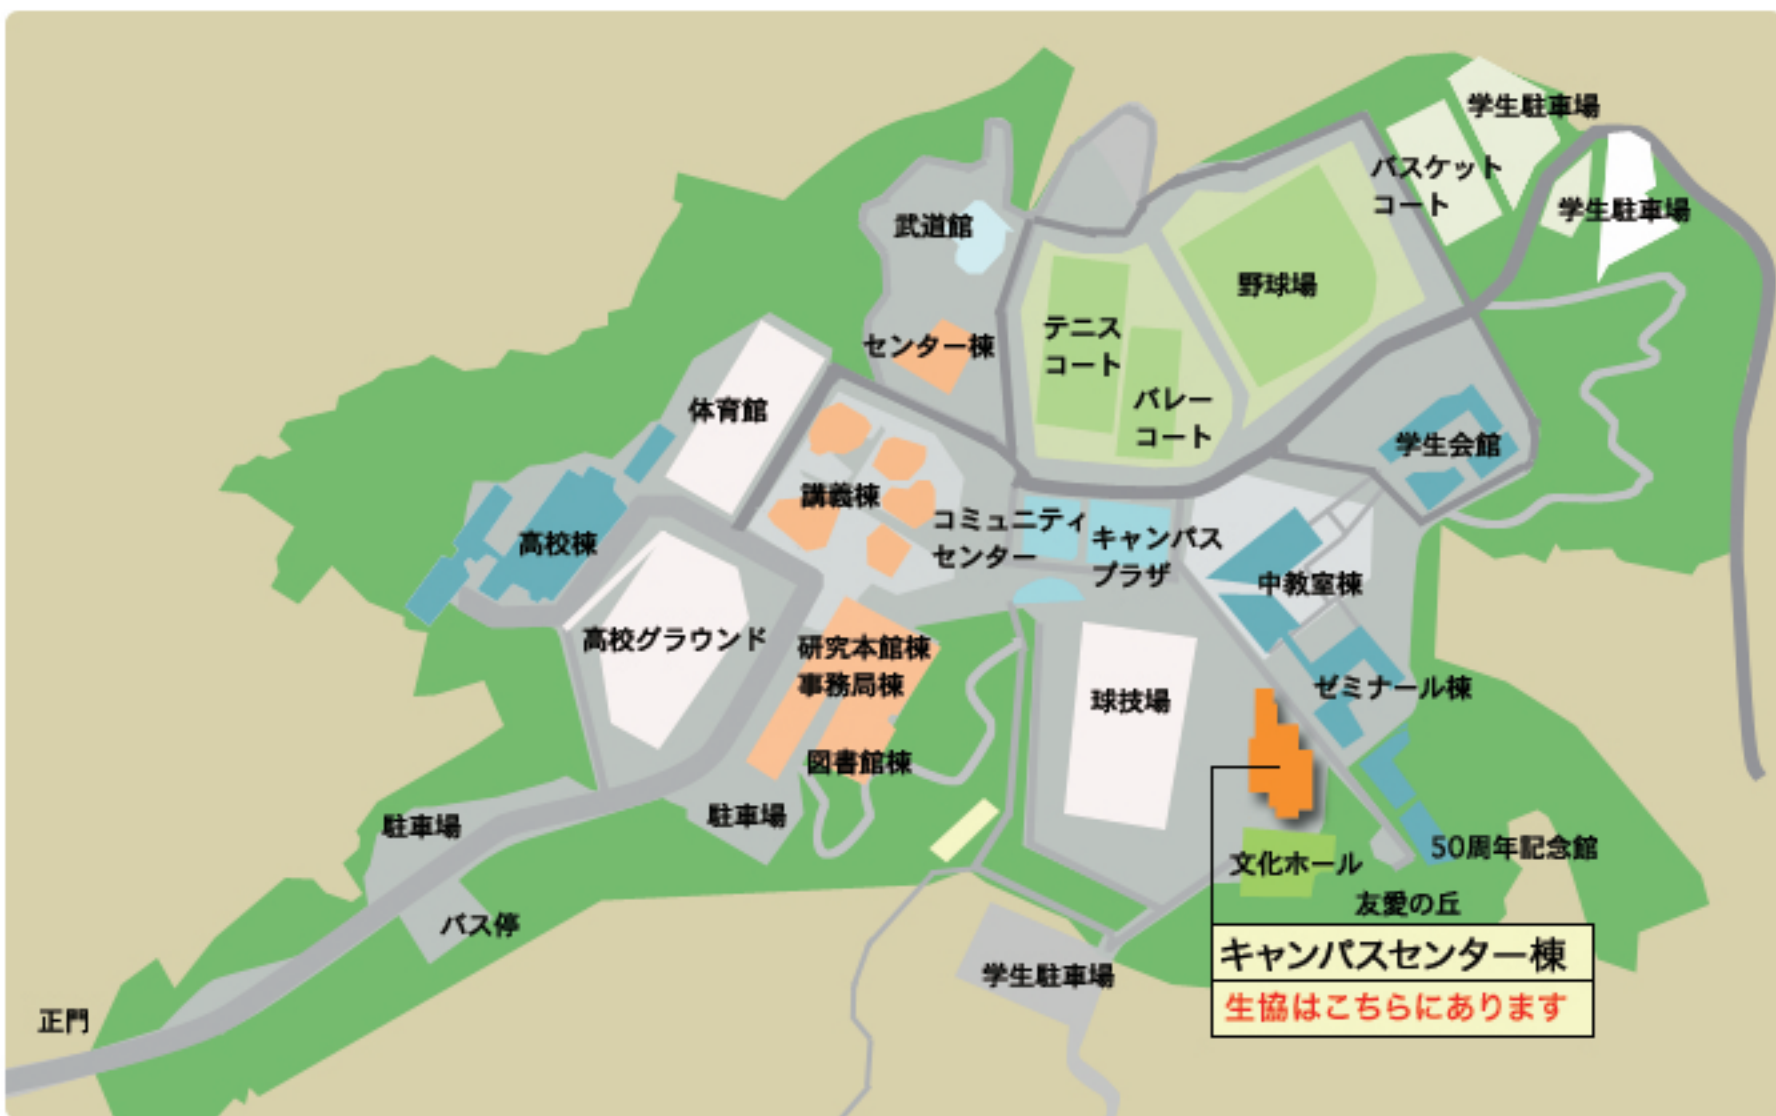 学生駐車場
バスケット
コート
学生駐車場
武道館
野球場
テニス
コート
センター棟
バレー
コート
体育館
学生会館
講義棟
コミュニティ
センター
キャンパス
プラザ
高校棟
中教室棟
高校グラウンド
研究本館棟
事務局棟
ゼミナール棟
球技場
図書館棟
駐車場
駐車場
50周年記念館
文化ホール
友愛の丘
バス停
キャンパスセンター棟
生協はこちらにあります
学生駐車場
正門